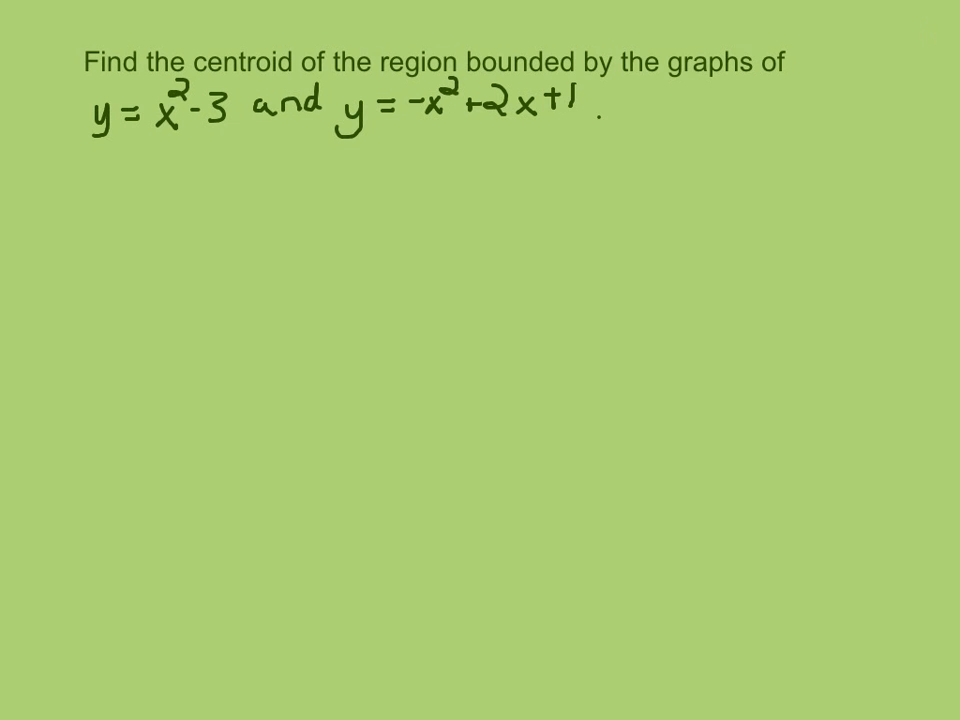 Find the centroid of the region bounded by the graphs of
y = x² - 3 and y = -x² + 2x + 1 .